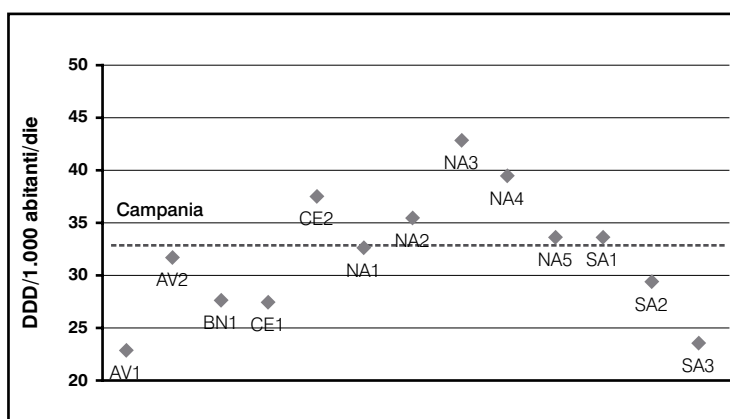 DDD/1.000 abitanti/die
50
45
40
35
30
25
20
Campania
AV1
AV2
BN1
CE1
CE2
NA1
NA2
NA3
NA4
NA5
SA1
SA2
SA3